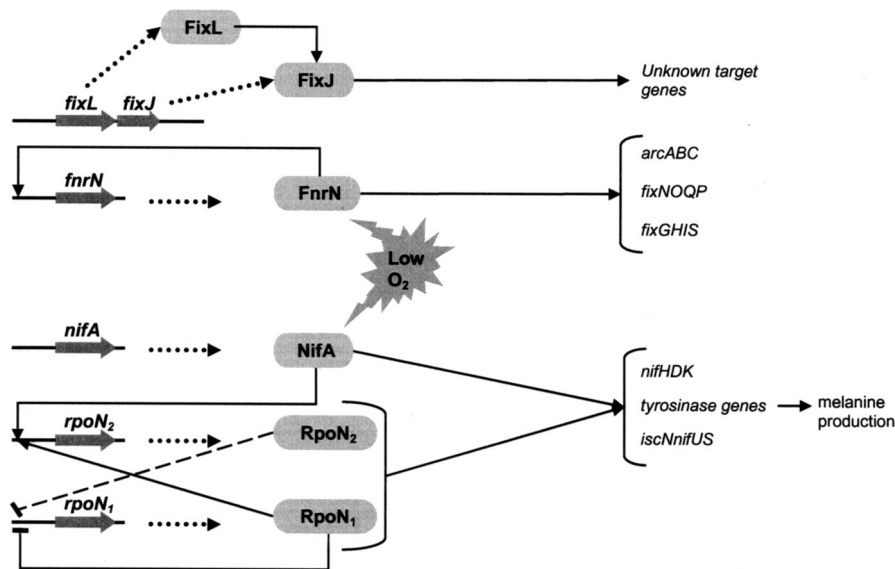 FixL
FixJ
Unknown target
genes
fixL fixJ
fnrN
FnrN
arcABC
fixNOQP
fixGHIS
Low
O₂
nifA
NifA
nifHDK
tyrosinase genes
melanine
production
iscNnifUS
rpoN₂
RpoN₂
rpoN₁
RpoN₁